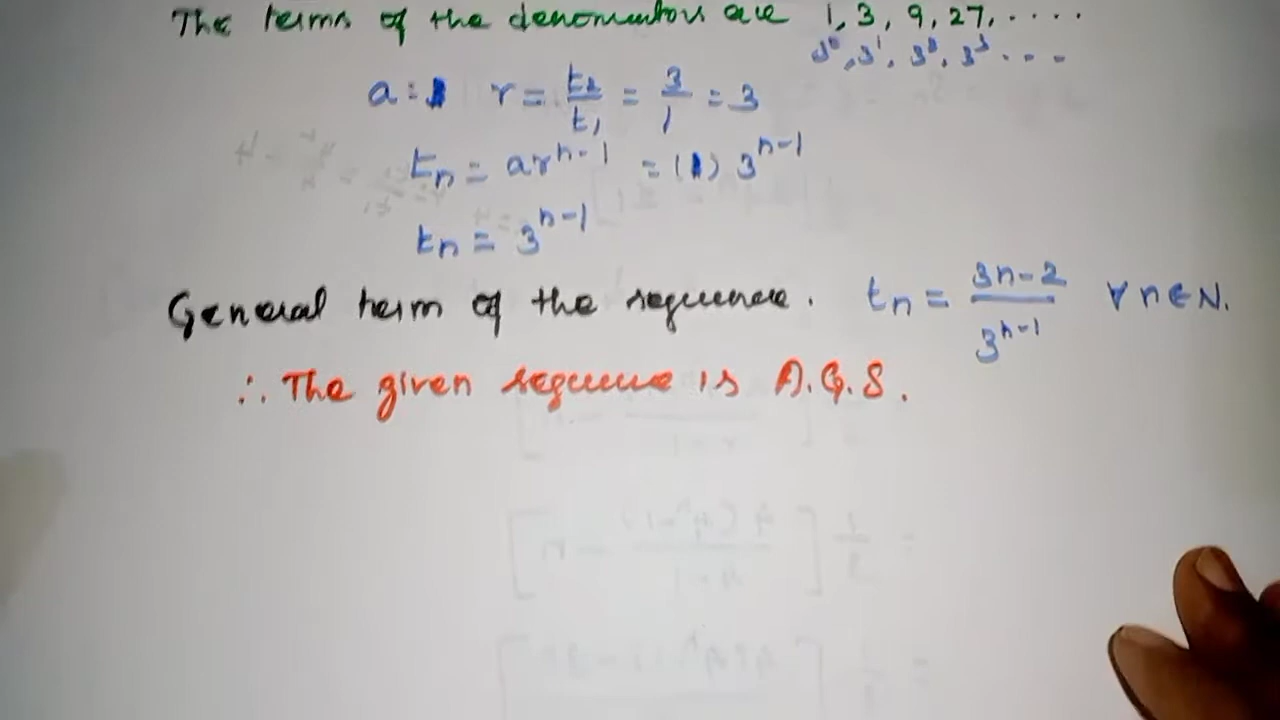 The terms of the denominators are 1, 3, 9, 27, ....
3⁰, 3¹, 3², 3³ ....
a = 1 r = t₂/t₁ = 3/1 = 3
tₙ = arⁿ⁻¹ = (1) 3ⁿ⁻¹
tₙ = 3ⁿ⁻¹
General term of the sequence. tₙ = (3n-2)/3ⁿ⁻¹ ∀ n ∈ N.
∴ The given sequence is A.G.S.